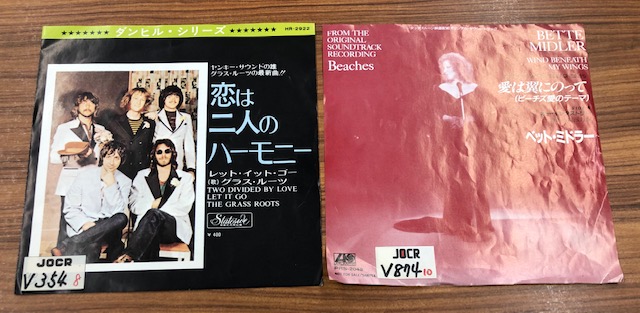 ★★★★★★★ ダンヒル・シリーズ ★★★★★★★
HR-2922
ヤンキー・サウンドの雄
グラス・ルーツの最新曲!!
恋は
二人の
ハーモニー
レット・イット・ゴー
(歌)グラス・ルーツ
TWO DIVIDED BY LOVE
LET IT GO
THE GRASS ROOTS
Stateside
¥400
JOCR
V354 8
FROM THE
ORIGINAL
SOUNDTRACK
RECORDING
Beaches
BETTE
MIDLER
WIND BENEATH
MY WINGS
愛は翼にのって
(ビーチズ愛のテーマ)
ベット・ミドラー
JOCR
V874 10